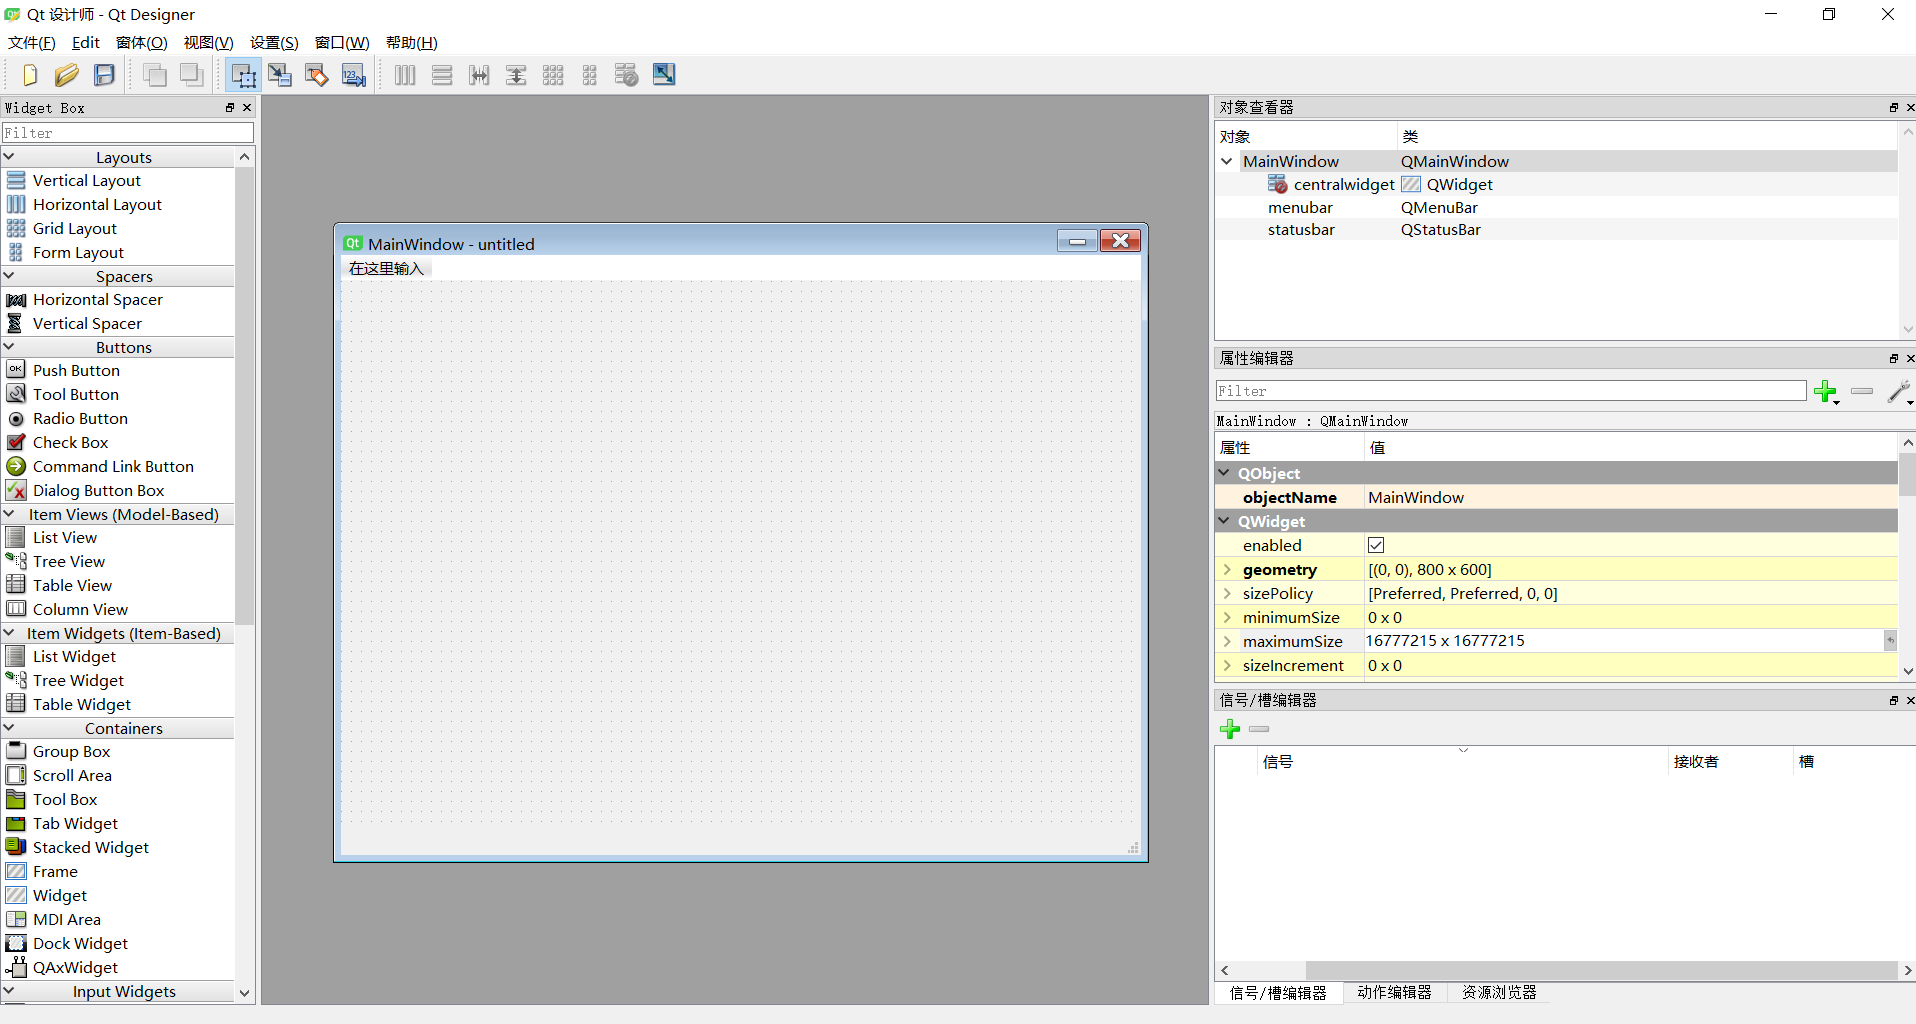 Qt 设计师 - Qt Designer
文件(F) Edit 窗体(O) 视图(V) 设置(S) 窗口(W) 帮助(H)
Widget Box
Filter
Layouts
Vertical Layout
Horizontal Layout
Grid Layout
Form Layout
Spacers
Horizontal Spacer
Vertical Spacer
Buttons
Push Button
Tool Button
Radio Button
Check Box
Command Link Button
Dialog Button Box
Item Views (Model-Based)
List View
Tree View
Table View
Column View
Item Widgets (Item-Based)
List Widget
Tree Widget
Table Widget
Containers
Group Box
Scroll Area
Tool Box
Tab Widget
Stacked Widget
Frame
Widget
MDI Area
Dock Widget
QAxWidget
Input Widgets
MainWindow - untitled
在这里输入
对象查看器
对象 类
MainWindow QMainWindow
centralwidget QWidget
menubar QMenuBar
statusbar QStatusBar
属性编辑器
Filter
MainWindow : QMainWindow
属性 值
QObject
objectName MainWindow
QWidget
enabled
geometry [(0, 0), 800 x 600]
sizePolicy [Preferred, Preferred, 0, 0]
minimumSize 0 x 0
maximumSize 16777215 x 16777215
sizeIncrement 0 x 0
信号/槽编辑器
信号 接收者 槽
信号/槽编辑器 动作编辑器 资源浏览器